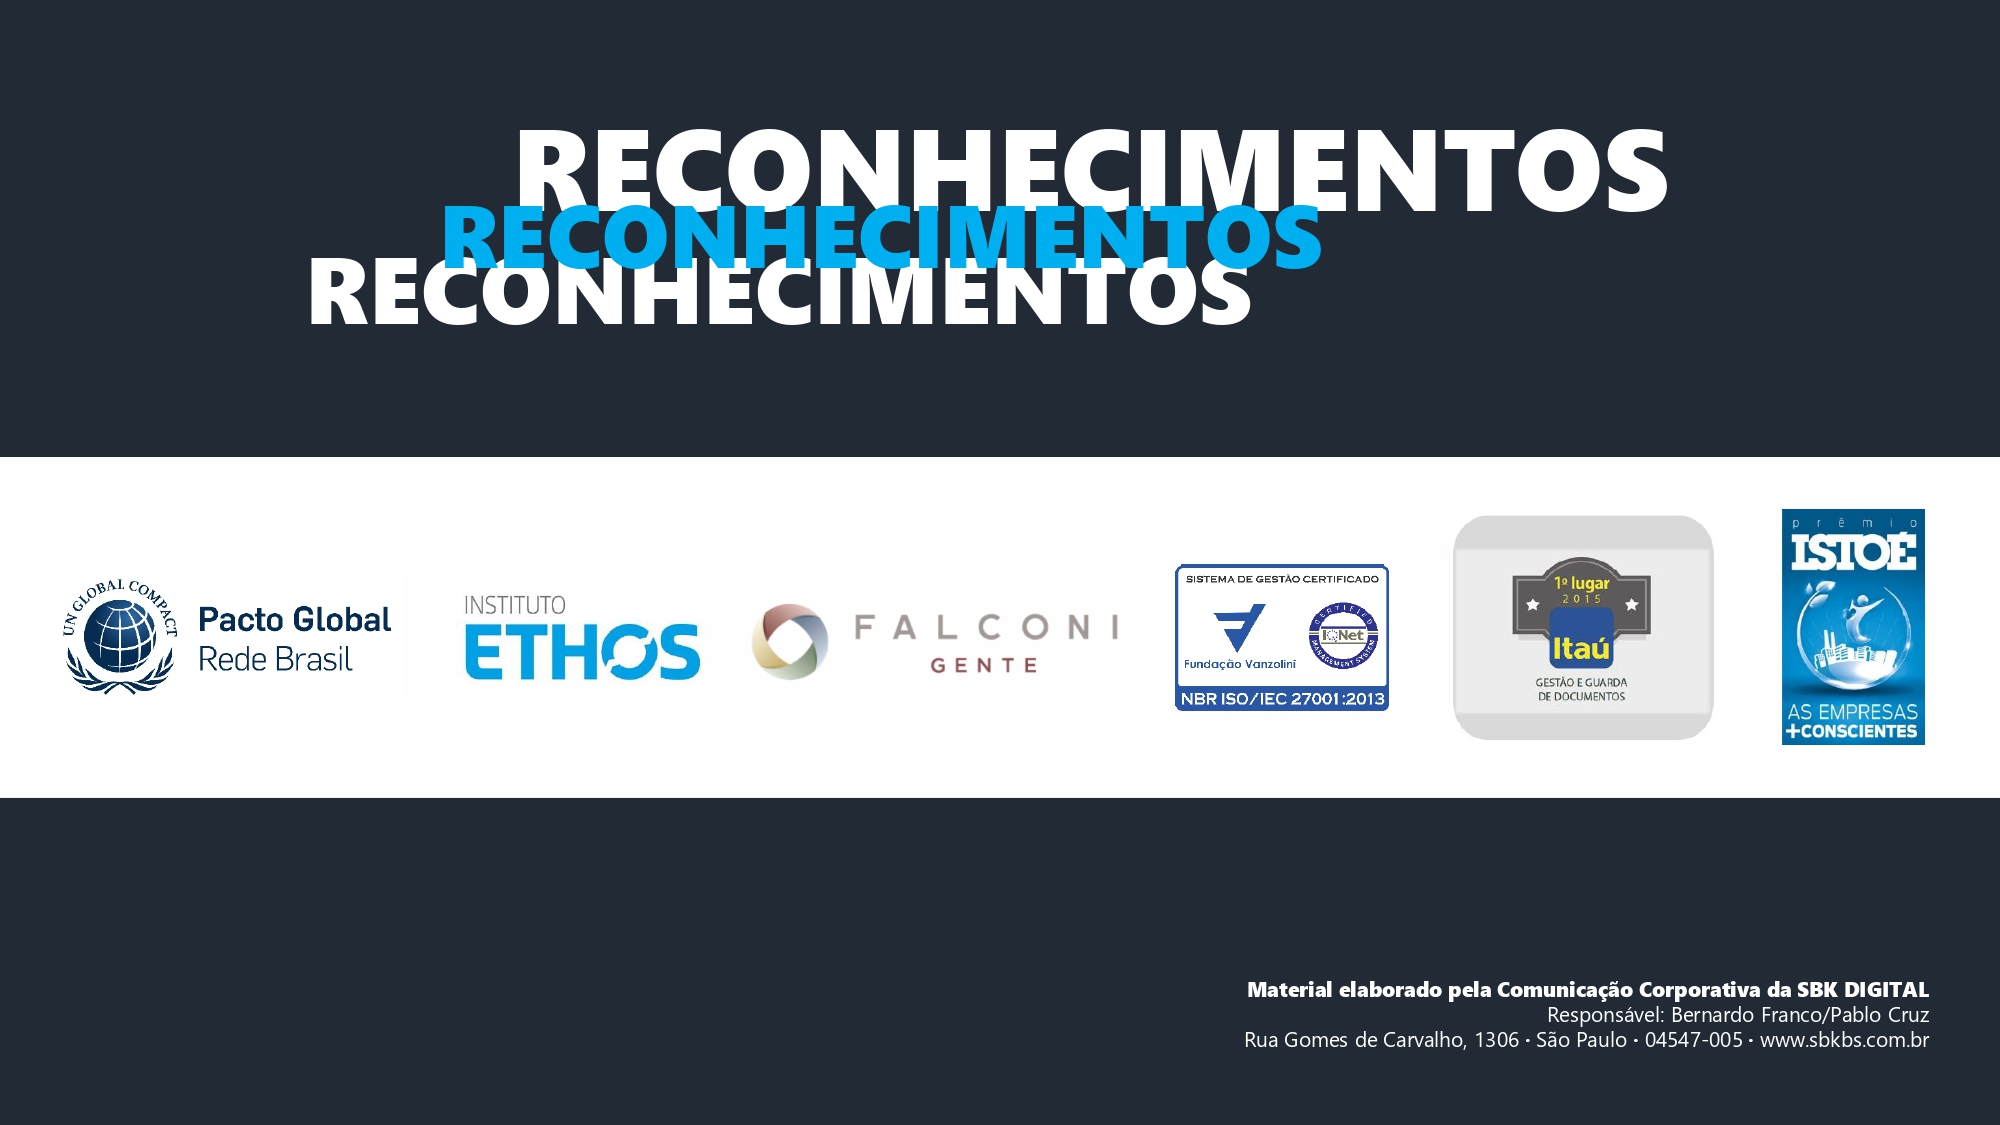 RECONHECIMENTOS
RECONHECIMENTOS
RECONHECIMENTOS
UN GLOBAL COMPACT
Pacto Global
Rede Brasil
INSTITUTO
ETHOS
FALCONI
GENTE
SISTEMA DE GESTÃO CERTIFICADO
Fundação Vanzolini
CERTIFIED
IQNet
MANAGEMENT SYSTEM
NBR ISO/IEC 27001:2013
1º lugar
2015
Itaú
GESTÃO E GUARDA
DE DOCUMENTOS
prêmio
ISTOÉ
AS EMPRESAS
+CONSCIENTES
Material elaborado pela Comunicação Corporativa da SBK DIGITAL
Responsável: Bernardo Franco/Pablo Cruz
Rua Gomes de Carvalho, 1306 • São Paulo • 04547-005 • www.sbkbs.com.br